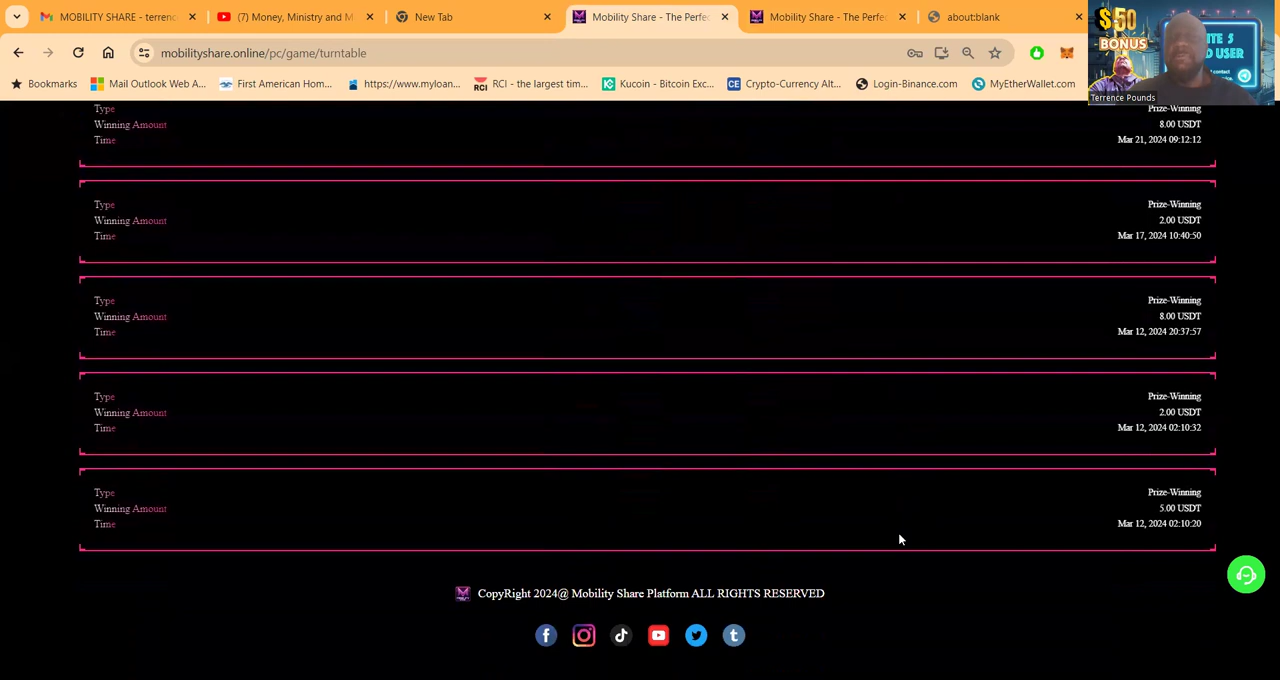 MOBILITY SHARE - terrenc
(7) Money, Ministry and M
New Tab
Mobility Share - The Perfec
Mobility Share - The Perfec
about:blank
mobilityshare.online/pc/game/turntable
Bookmarks
Mail Outlook Web A...
First American Hom...
https://www.myloan...
RCI - the largest tim...
Kucoin - Bitcoin Exc...
Crypto-Currency Alt...
Login-Binance.com
MyEtherWallet.com
$50
BONUS
ITE 5
D USER
contact
Terrence Pounds
Type Prize-Winning
Winning Amount 8.00 USDT
Time Mar 21, 2024 09:12:12
Type Prize-Winning
Winning Amount 2.00 USDT
Time Mar 17, 2024 10:40:50
Type Prize-Winning
Winning Amount 8.00 USDT
Time Mar 12, 2024 20:37:57
Type Prize-Winning
Winning Amount 2.00 USDT
Time Mar 12, 2024 02:10:32
Type Prize-Winning
Winning Amount 5.00 USDT
Time Mar 12, 2024 02:10:20
CopyRight 2024@ Mobility Share Platform ALL RIGHTS RESERVED